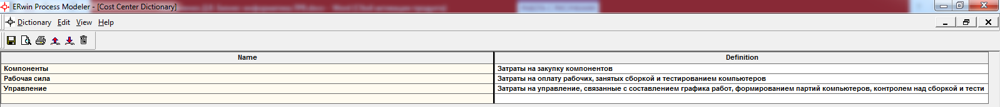 ERwin Process Modeler - [Cost Center Dictionary]
Dictionary Edit View Help
Name Definition
Компоненты Затраты на закупку компонентов
Рабочая сила Затраты на оплату рабочих, занятых сборкой и тестированием компьютеров
Управление Затраты на управление, связанные с составлением графика работ, формированием партий компьютеров, контролем над сборкой и тести